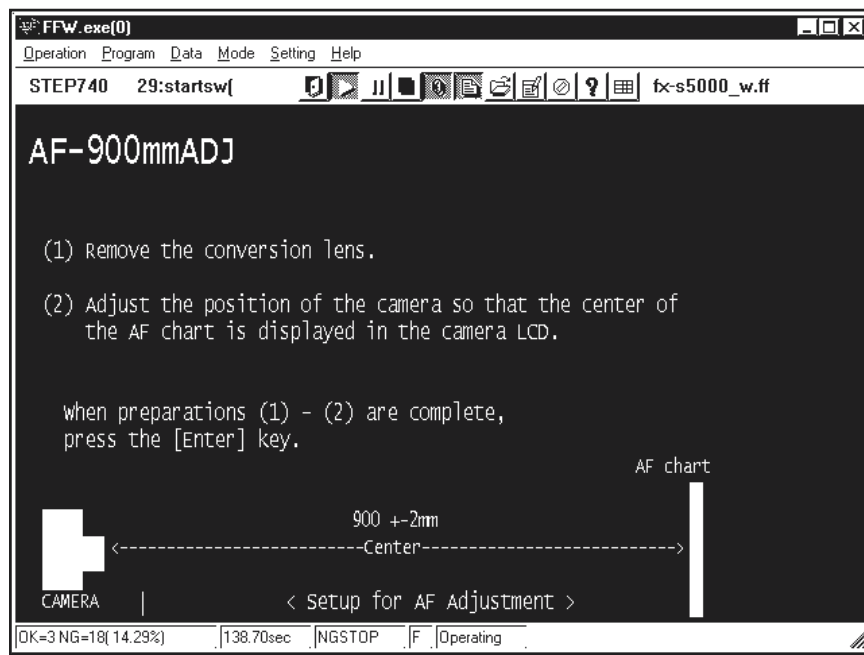 FFW.exe(0)
Operation Program Data Mode Setting Help
STEP740 29:startsw( fx-s5000_w.ff
AF-900mmADJ
(1) Remove the conversion lens.
(2) Adjust the position of the camera so that the center of
the AF chart is displayed in the camera LCD.
When preparations (1) - (2) are complete,
press the [Enter] key.
AF chart
900 +-2mm
<--------------------------Center--------------------------->
CAMERA | < Setup for AF Adjustment >
OK=3 NG=18( 14.29%) 138.70sec NGSTOP F Operating